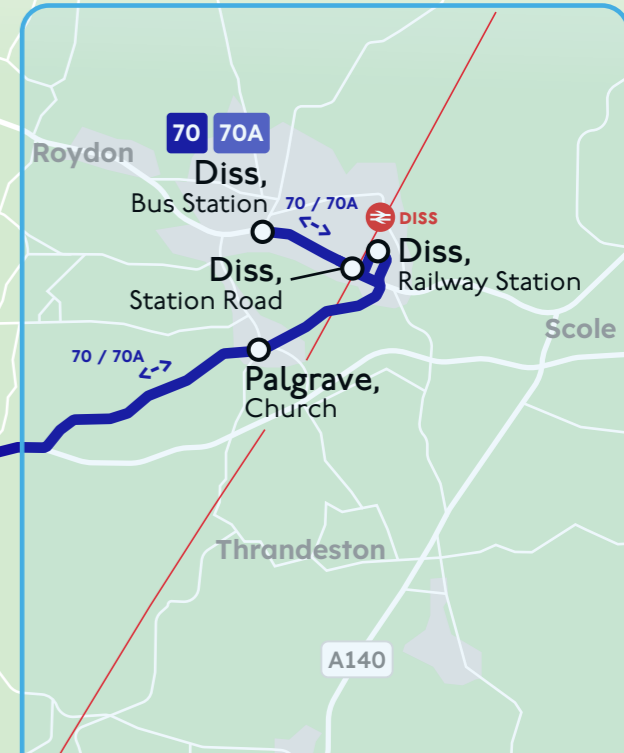 70 70A
Roydon
Diss,
Bus Station
70 / 70A
DISS
Diss,
Railway Station
Diss,
Station Road
Scole
70 / 70A
Palgrave,
Church
Thrandeston
A140